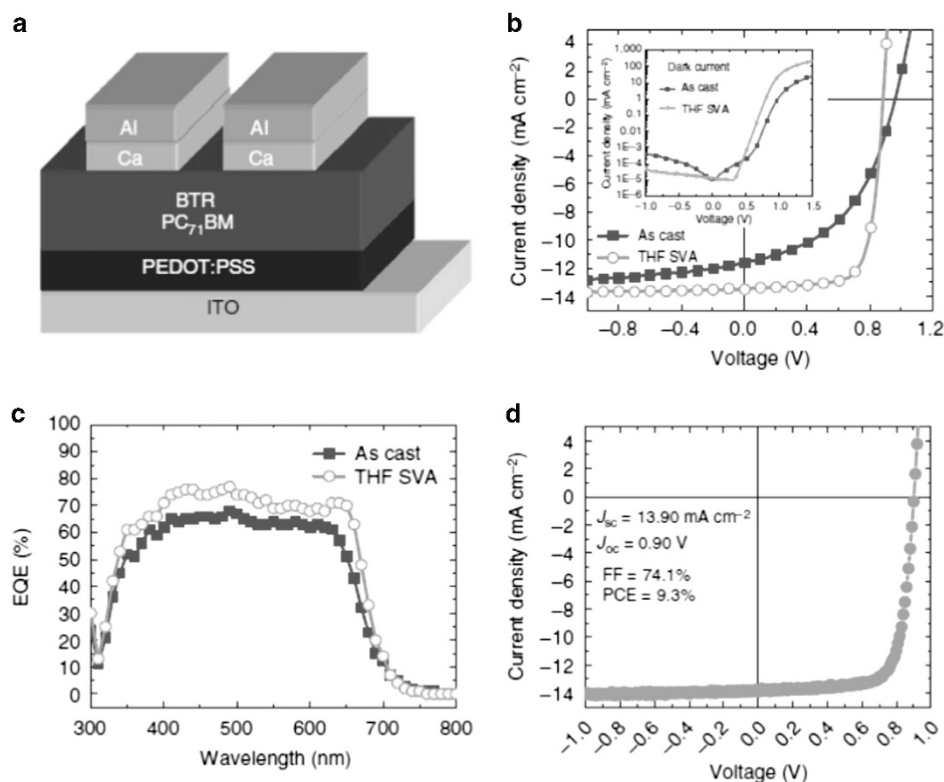 a
Al Al
Ca Ca
BTR
PC₇₁BM
PEDOT:PSS
ITO
b
Current density (mA cm⁻²)
4
2
0
−2
−4
−6
−8
−10
−12
−14
−0.8 −0.4 0.0 0.4 0.8 1.2
Voltage (V)
As cast
THF SVA
Current density (mA cm⁻²)
1,000
100
10
1
0.1
0.01
1E−3
1E−4
1E−5
1E−6
Dark current
As cast
THF SVA
−1.0 −0.5 0.0 0.5 1.0 1.5
Voltage (V)
c
EQE (%)
100
90
80
70
60
50
40
30
20
10
0
As cast
THF SVA
300 400 500 600 700 800
Wavelength (nm)
d
Current density (mA cm⁻²)
4
2
0
−2
−4
−6
−8
−10
−12
−14
Jsc = 13.90 mA cm⁻²
Joc = 0.90 V
FF = 74.1%
PCE = 9.3%
−1.0 −0.8 −0.6 −0.4 −0.2 0.0 0.2 0.4 0.6 0.8 1.0
Voltage (V)